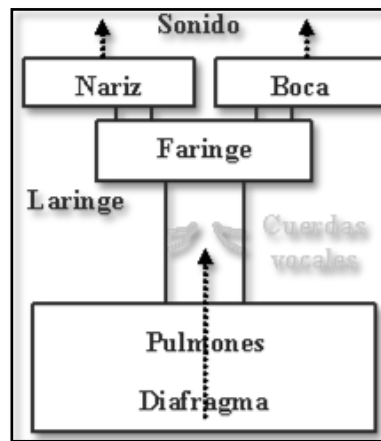 Sonido
Nariz
Boca
Faringe
Laringe
Cuerdas
vocales
Pulmones
Diafragma